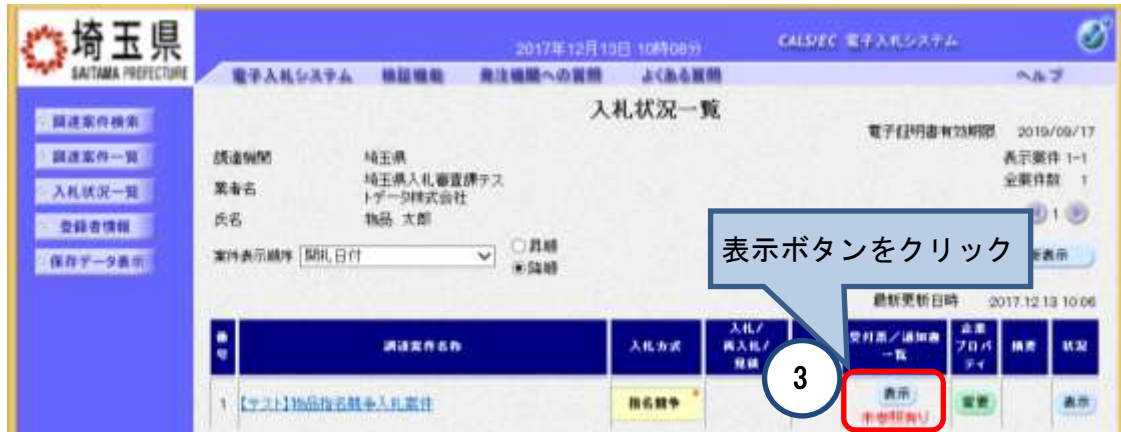 埼玉県
SAITAMA PREFECTURE
2017年12月13日 10時08分
CALS/EC 電子入札システム
電子入札システム 検証機能 発注機関への質問 よくある質問 ヘルプ
調達案件検索
調達案件一覧
入札状況一覧
登録者情報
保存データ表示
入札状況一覧
電子証明書有効期限 2019/09/17
調達機関 埼玉県
表示案件 1-1
業者名 埼玉県入札審査課テス
トデータ株式会社
全案件数 1
氏名 物品 太郎
1
案件表示順序 開札日付
昇順
降順
表示
表示ボタンをクリック
最新更新日時 2017.12.13 10:06
番号 調達案件名称 入札方式 入札/再入札/見積 受付票/通知書一覧 企業プロパティ 摘要 状況
3
1 【テスト】物品指名競争入札案件 指名競争 表示 変更 表示
未参照有り